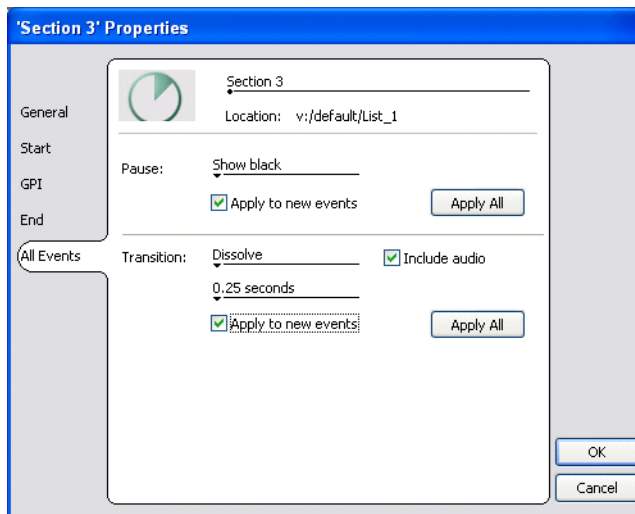 'Section 3' Properties
General
Start
GPI
End
All Events
Section 3
Location: v:/default/List_1
Pause: Show black
Apply to new events Apply All
Transition: Dissolve Include audio
0.25 seconds
Apply to new events Apply All
OK
Cancel